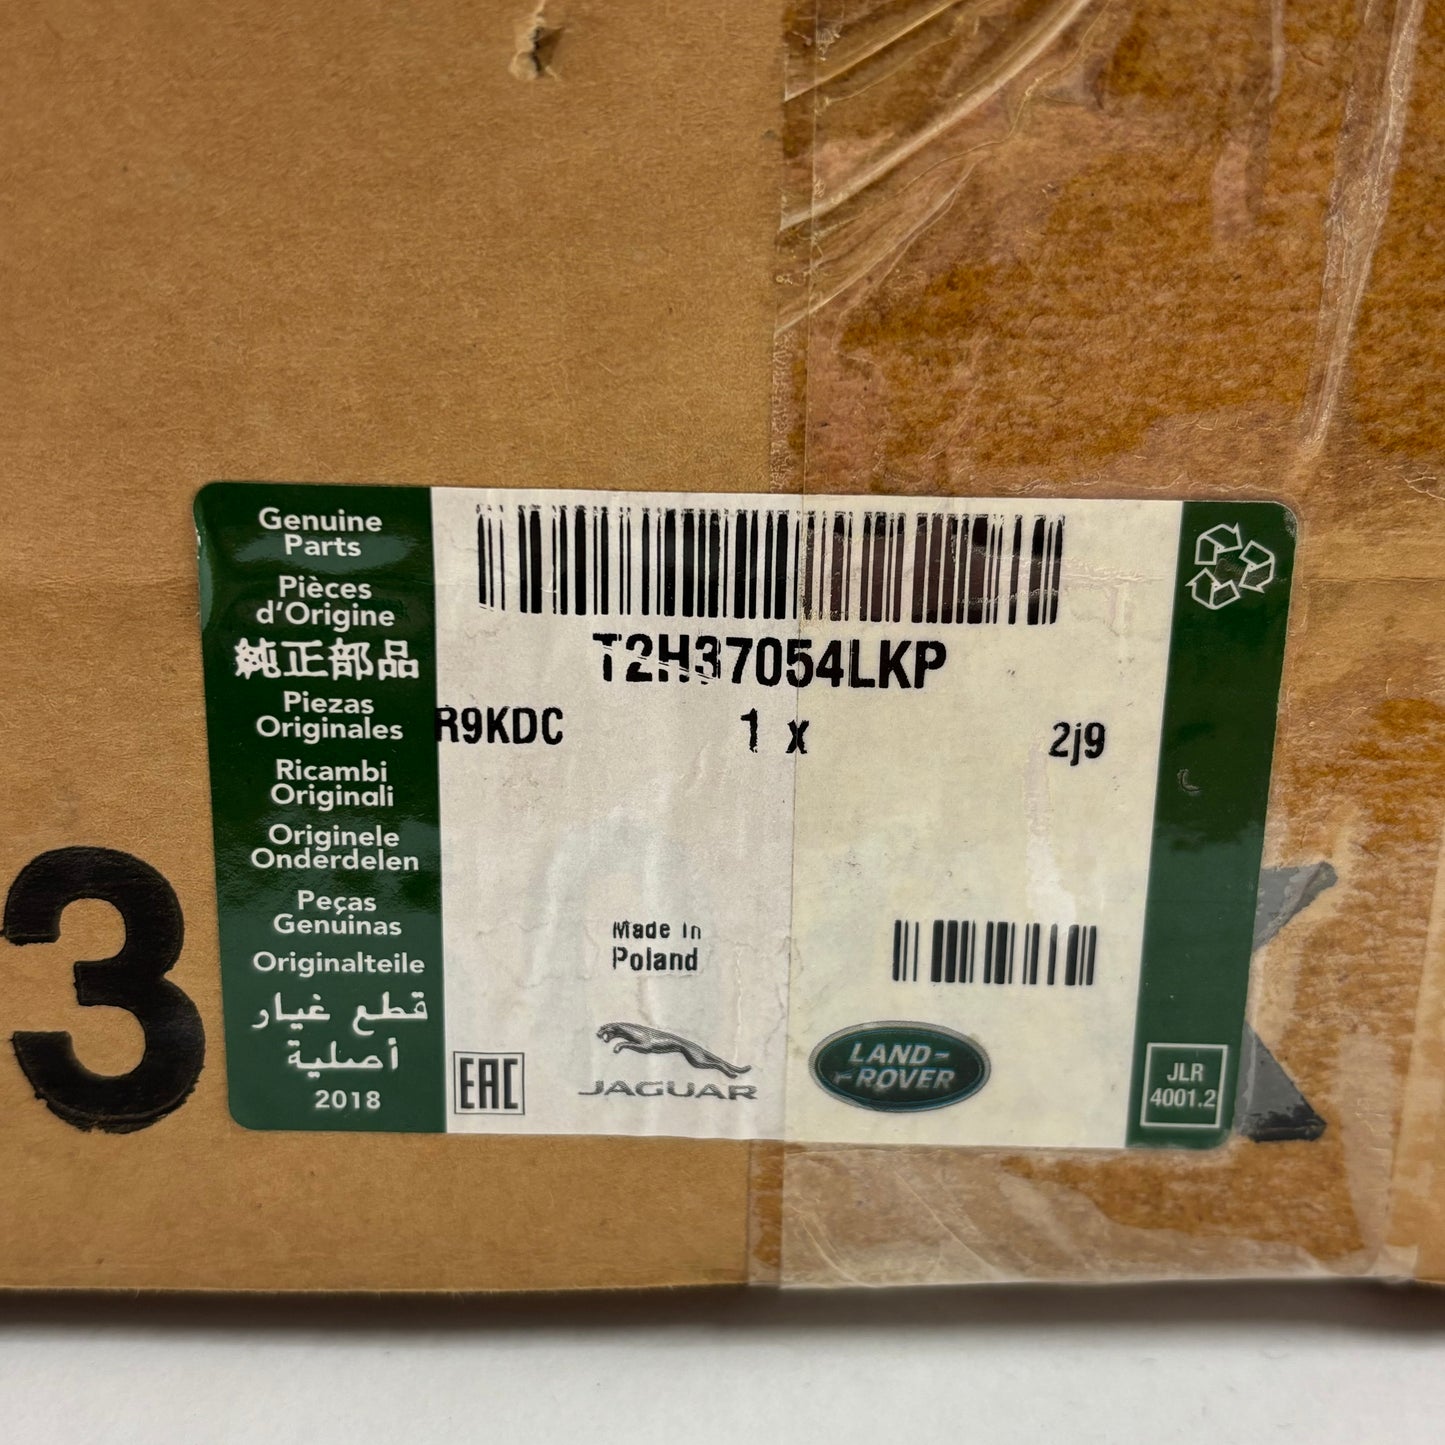 Genuine
Parts
Pièces
d'Origine
純正部品
Piezas
Originales
Ricambi
Originali
Originele
Onderdelen
Peças
Genuinas
Originalteile
قطع غيار
أصلية
2018
T2H37054LKP
R9KDC 1 x 2j9
Made in
Poland
EAC
JAGUAR
LAND-
ROVER
JLR
4001.2
3